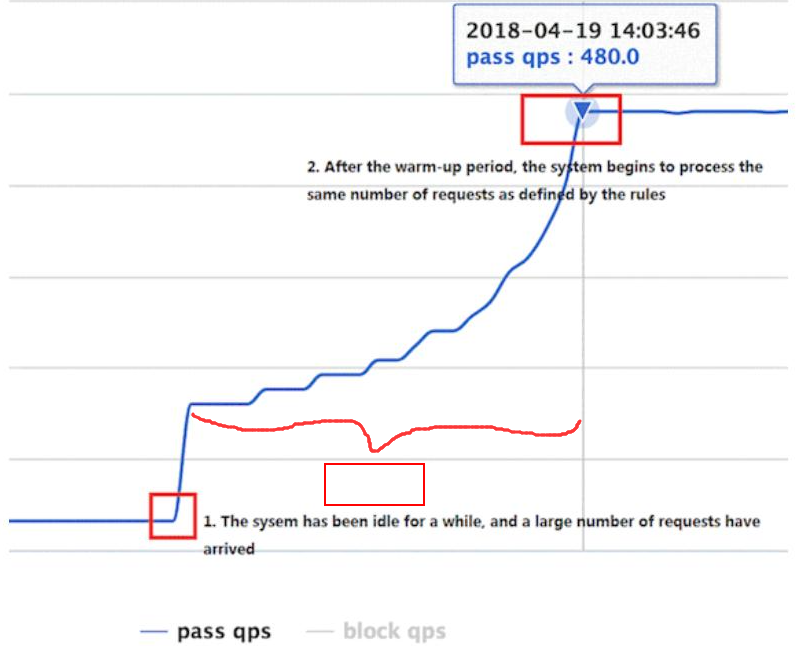 2018-04-19 14:03:46
pass qps : 480.0
2. After the warm-up period, the system begins to process the
same number of requests as defined by the rules
1. The sysem has been idle for a while, and a large number of requests have
arrived
pass qps
block qps